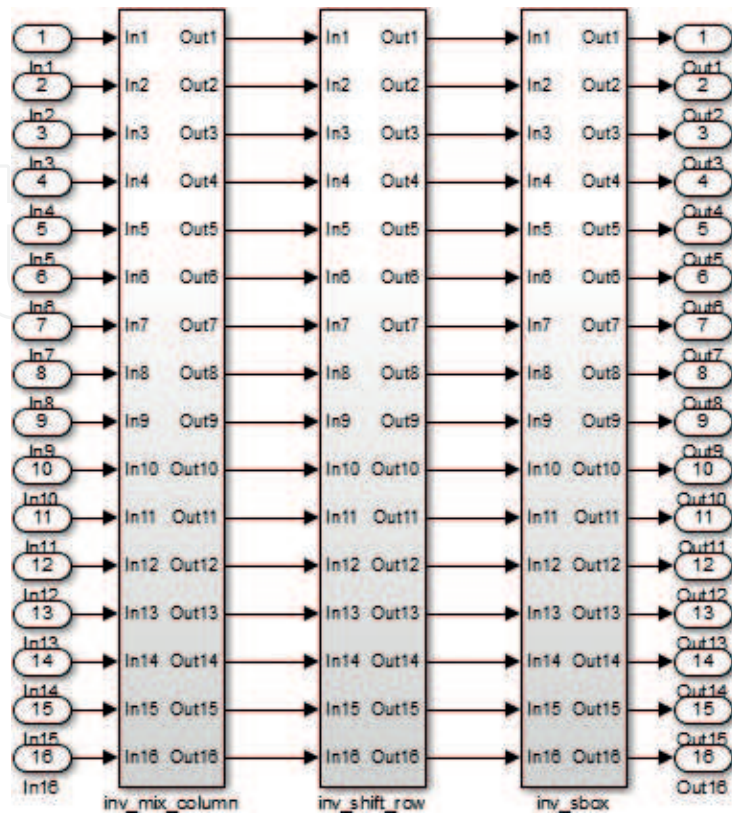 1 In1 Out1 In1 Out1 In1 Out1 1
In1 Out1
2 In2 Out2 In2 Out2 In2 Out2 2
In2 Out2
3 In3 Out3 In3 Out3 In3 Out3 3
In3 Out3
4 In4 Out4 In4 Out4 In4 Out4 4
In4 Out4
5 In5 Out5 In5 Out5 In5 Out5 5
In5 Out5
6 In6 Out6 In6 Out6 In6 Out6 6
In6 Out6
7 In7 Out7 In7 Out7 In7 Out7 7
In7 Out7
8 In8 Out8 In8 Out8 In8 Out8 8
In8 Out8
9 In9 Out9 In9 Out9 In9 Out9 9
In9 Out9
10 In10 Out10 In10 Out10 In10 Out10 10
In10 Out10
11 In11 Out11 In11 Out11 In11 Out11 11
In11 Out11
12 In12 Out12 In12 Out12 In12 Out12 12
In12 Out12
13 In13 Out13 In13 Out13 In13 Out13 13
In13 Out13
14 In14 Out14 In14 Out14 In14 Out14 14
In14 Out14
15 In15 Out15 In15 Out15 In15 Out15 15
In15 Out15
16 In16 Out16 In16 Out16 In16 Out16 16
In16 Out16
inv_mix_column inv_shift_row inv_sbox